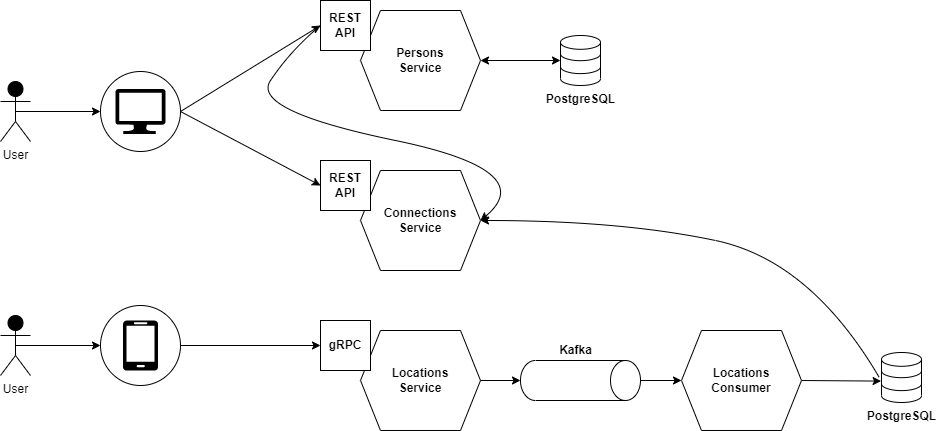 REST
API
Persons
Service
PostgreSQL
User
REST
API
Connections
Service
User
gRPC
Locations
Service
Kafka
Locations
Consumer
PostgreSQL